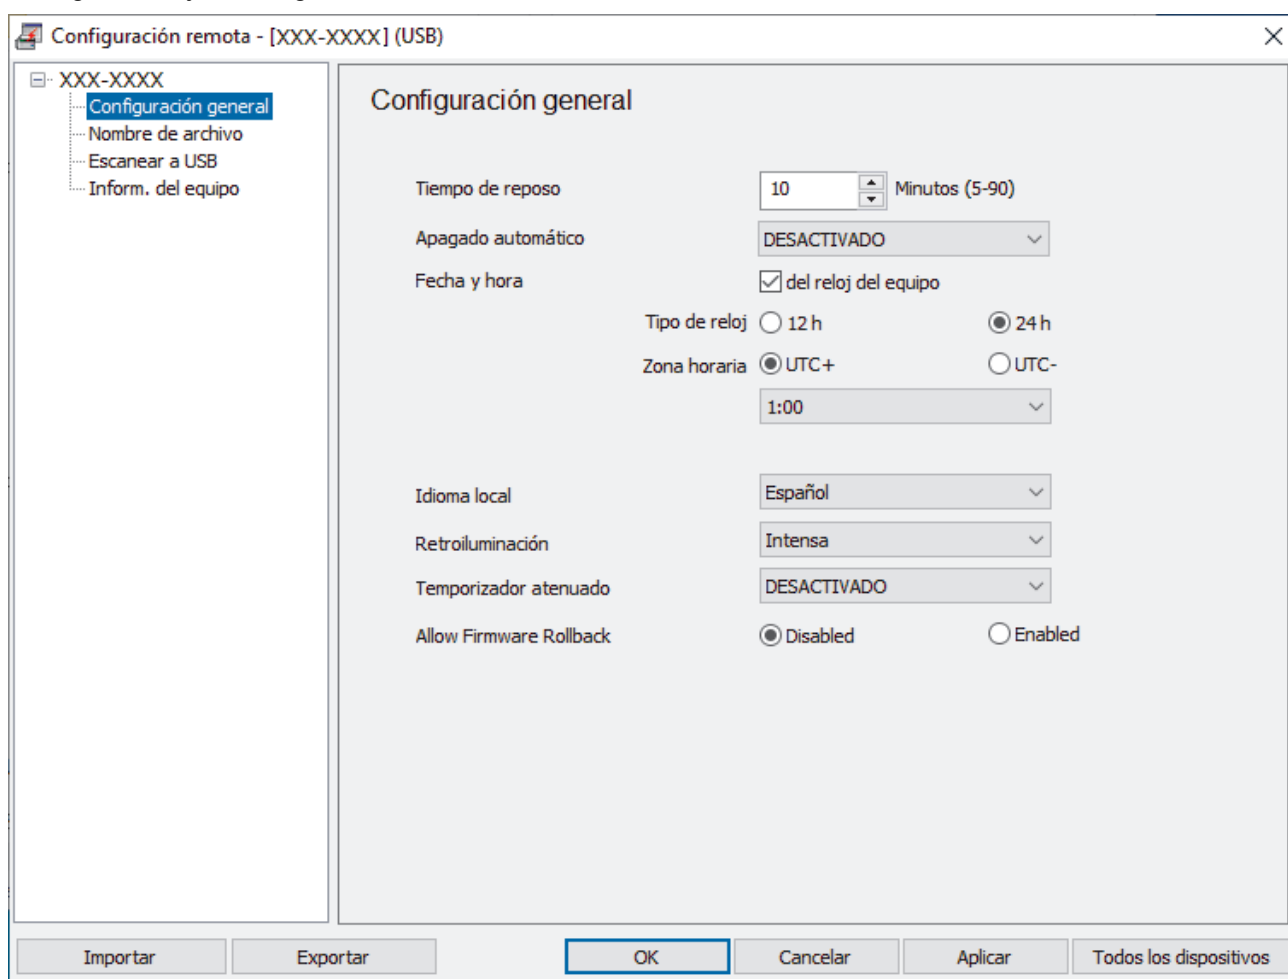 Configuración remota - [XXX-XXXX] (USB)
XXX-XXXX
Configuración general
Nombre de archivo
Escanear a USB
Inform. del equipo
Configuración general
Tiempo de reposo 10 Minutos (5-90)
Apagado automático DESACTIVADO
Fecha y hora del reloj del equipo
Tipo de reloj 12 h 24 h
Zona horaria UTC+ UTC-
1:00
Idioma local Español
Retroiluminación Intensa
Temporizador atenuado DESACTIVADO
Allow Firmware Rollback Disabled Enabled
Importar Exportar OK Cancelar Aplicar Todos los dispositivos